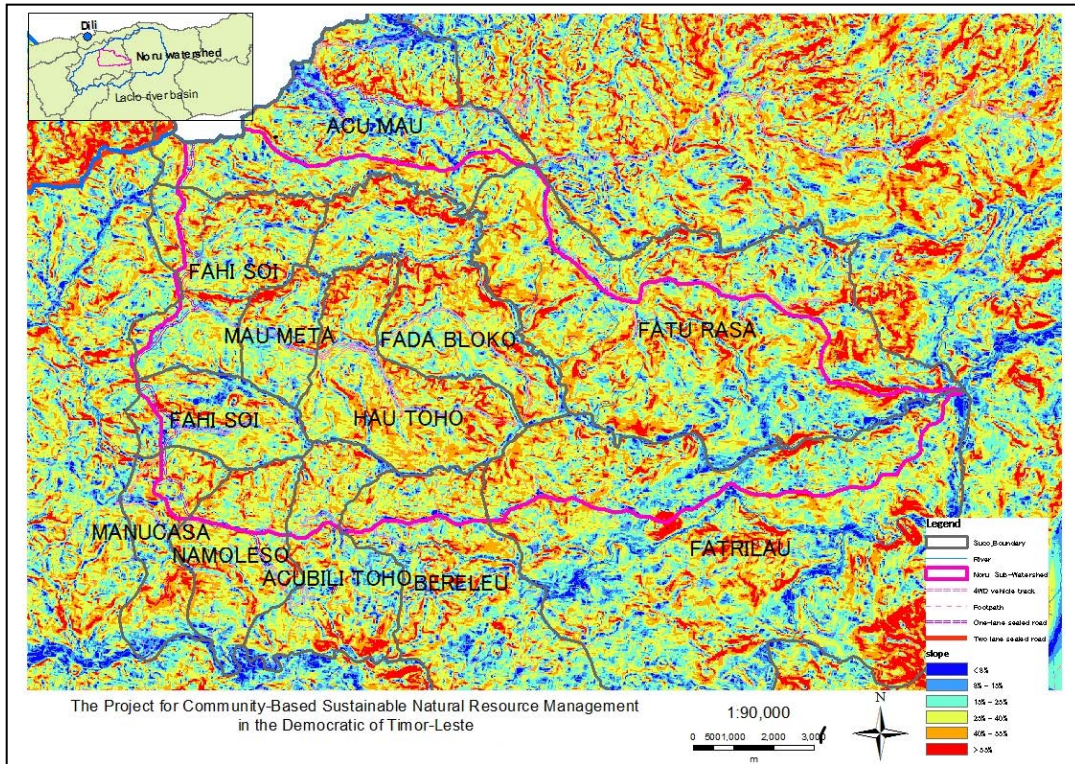 Dili
Noru watershed
Laclo river basin
ACU MAU
FAHI SOI
MAU META
FADA BLOKO
FATU RASA
FAHI SOI
HAU TOHO
MANUCASA
NAMOLESO
ACUBILI TOHO
BERELEU
FATRILAU
Legend
Suco_Boundary
River
Noru Sub-Watershed
4WD vehicle track
Footpath
One-lane sealed road
Two lane sealed road
slope
<8%
8% - 15%
15% - 25%
25% - 40%
40% - 55%
>55%
The Project for Community-Based Sustainable Natural Resource Management
in the Democratic of Timor-Leste
1:90,000
0 500 1,000 2,000 3,000
m
N